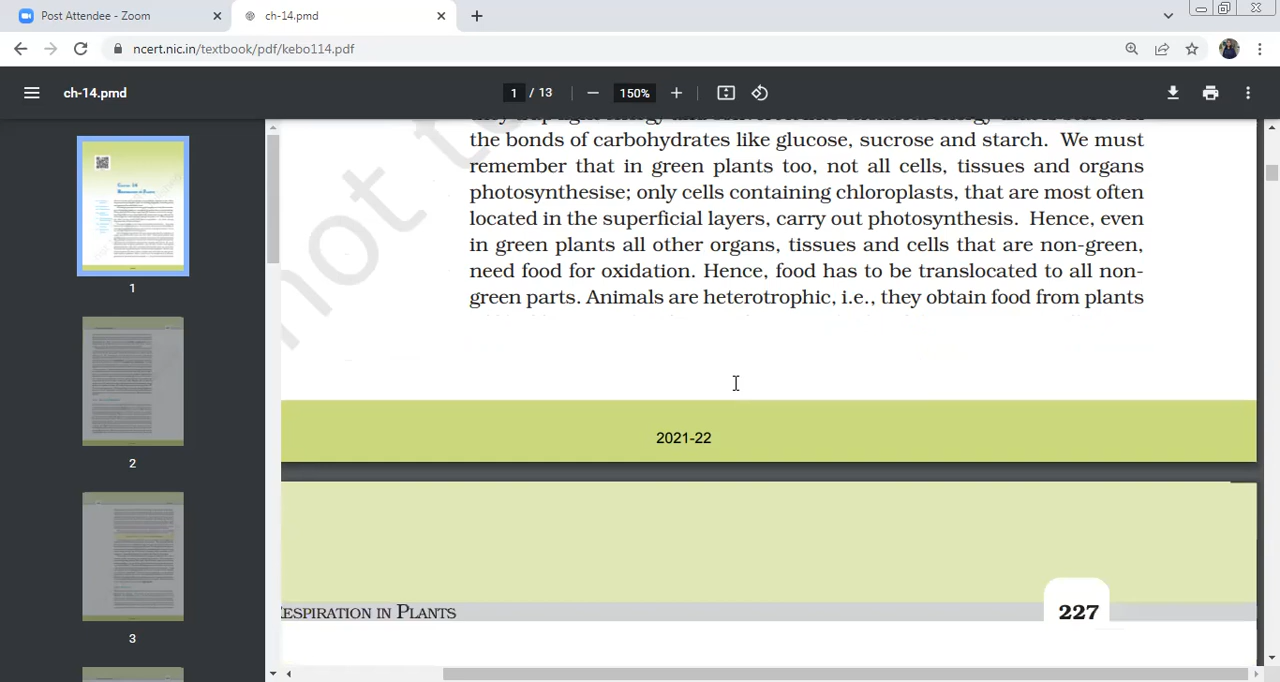 Post Attendee - Zoom
ch-14.pmd
ncert.nic.in/textbook/pdf/kebo114.pdf
ch-14.pmd
1 / 13
150%
the bonds of carbohydrates like glucose, sucrose and starch. We must
remember that in green plants too, not all cells, tissues and organs
photosynthesise; only cells containing chloroplasts, that are most often
located in the superficial layers, carry out photosynthesis. Hence, even
in green plants all other organs, tissues and cells that are non-green,
need food for oxidation. Hence, food has to be translocated to all non-
green parts. Animals are heterotrophic, i.e., they obtain food from plants
not t
2021-22
ESPIRATION IN PLANTS
227
1
2
3